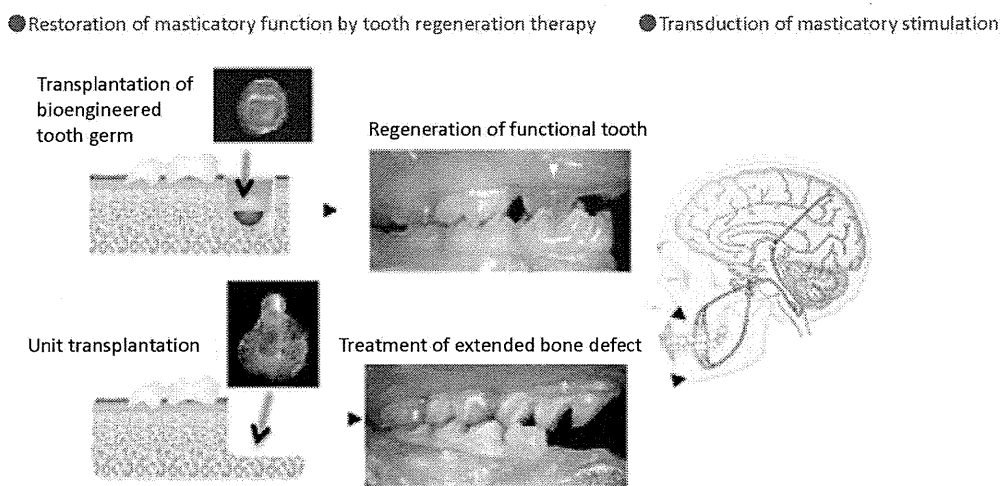 ●Restoration of masticatory function by tooth regeneration therapy
●Transduction of masticatory stimulation
Transplantation of
bioengineered
tooth germ
Regeneration of functional tooth
Unit transplantation
Treatment of extended bone defect